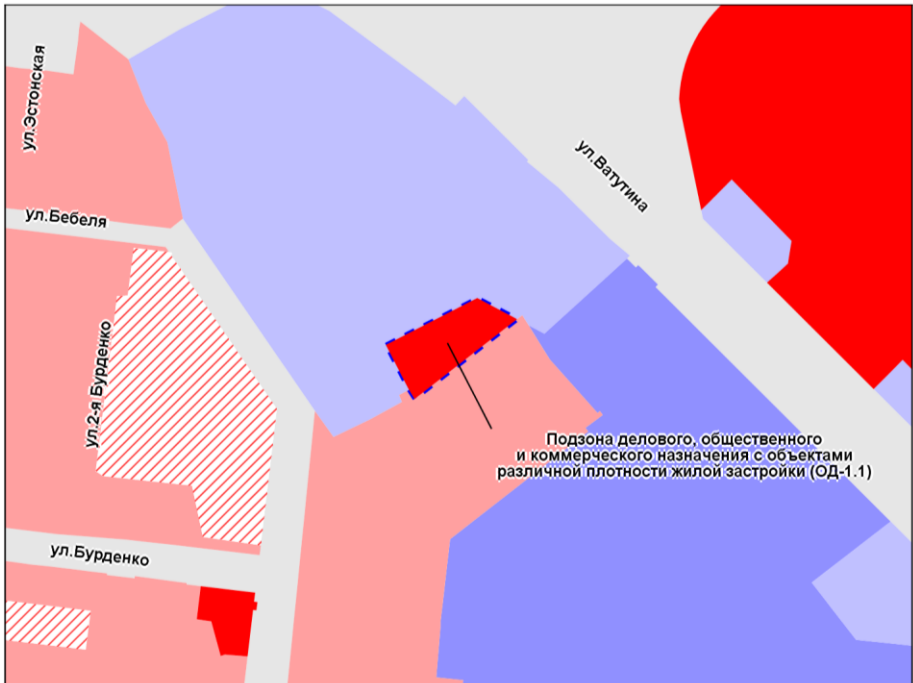 ул.Эстонская
ул.Ватутина
ул.Бебеля
ул.2-я Бурденко
Подзона делового, общественного
и коммерческого назначения с объектами
различной плотности жилой застройки (ОД-1.1)
ул.Бурденко